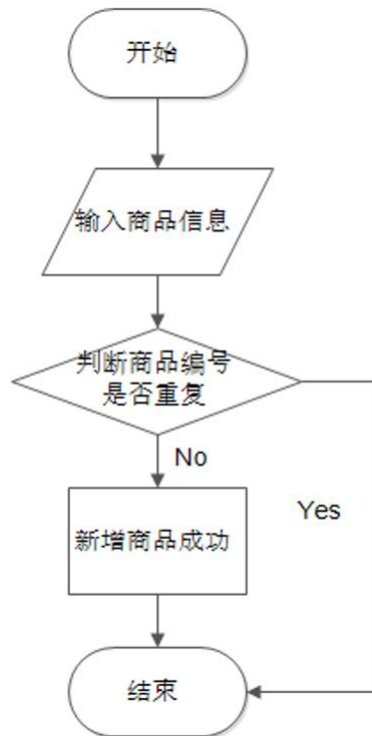 开始
输入商品信息
判断商品编号
是否重复
No
Yes
新增商品成功
结束